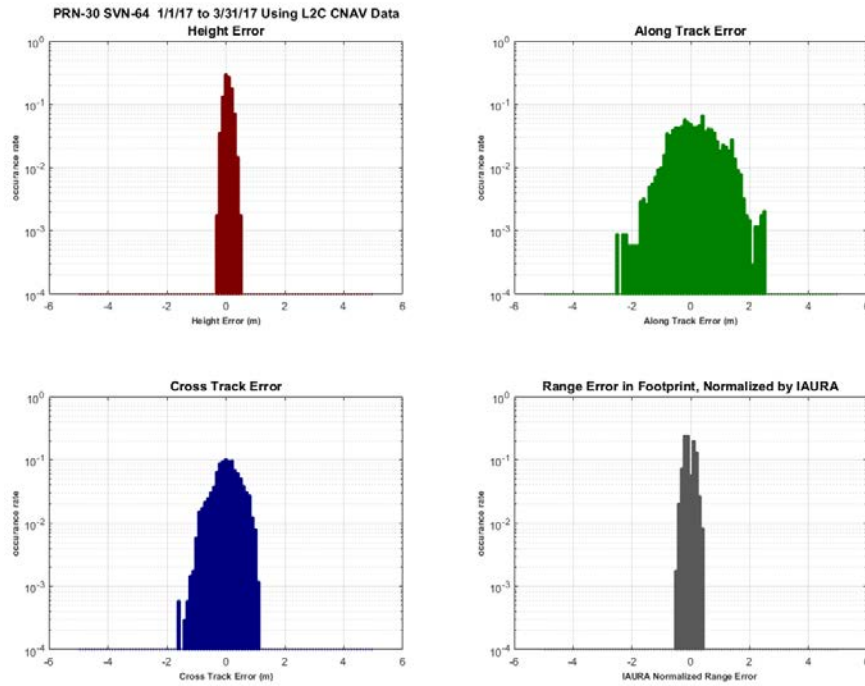 PRN-30 SVN-64 1/1/17 to 3/31/17 Using L2C CNAV Data
Height Error
10^0
10^-1
10^-2
10^-3
10^-4
occurance rate
-6 -4 -2 0 2 4 6
Height Error (m)
Along Track Error
10^0
10^-1
10^-2
10^-3
10^-4
occurance rate
-6 -4 -2 0 2 4 6
Along Track Error (m)
Cross Track Error
10^0
10^-1
10^-2
10^-3
10^-4
occurance rate
-6 -4 -2 0 2 4 6
Cross Track Error (m)
Range Error in Footprint, Normalized by IAURA
10^0
10^-1
10^-2
10^-3
10^-4
occurance rate
-6 -4 -2 0 2 4 6
IAURA Normalized Range Error